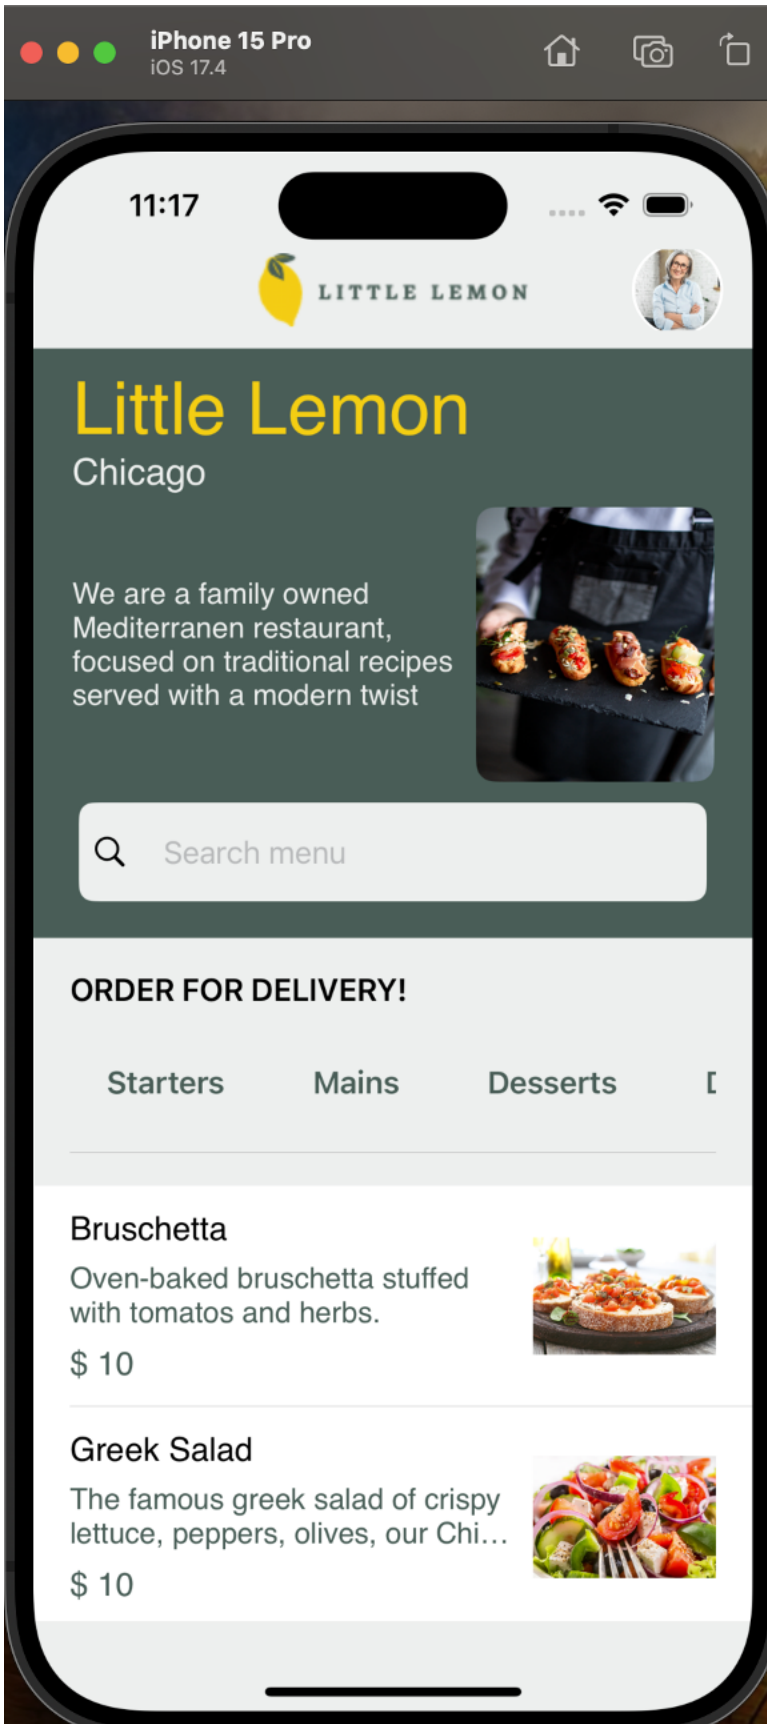 iPhone 15 Pro
iOS 17.4
11:17
LITTLE LEMON
Little Lemon
Chicago
We are a family owned
Mediterranen restaurant,
focused on traditional recipes
served with a modern twist
Search menu
ORDER FOR DELIVERY!
Starters Mains Desserts
Bruschetta
Oven-baked bruschetta stuffed
with tomatos and herbs.
$ 10
Greek Salad
The famous greek salad of crispy
lettuce, peppers, olives, our Chi...
$ 10